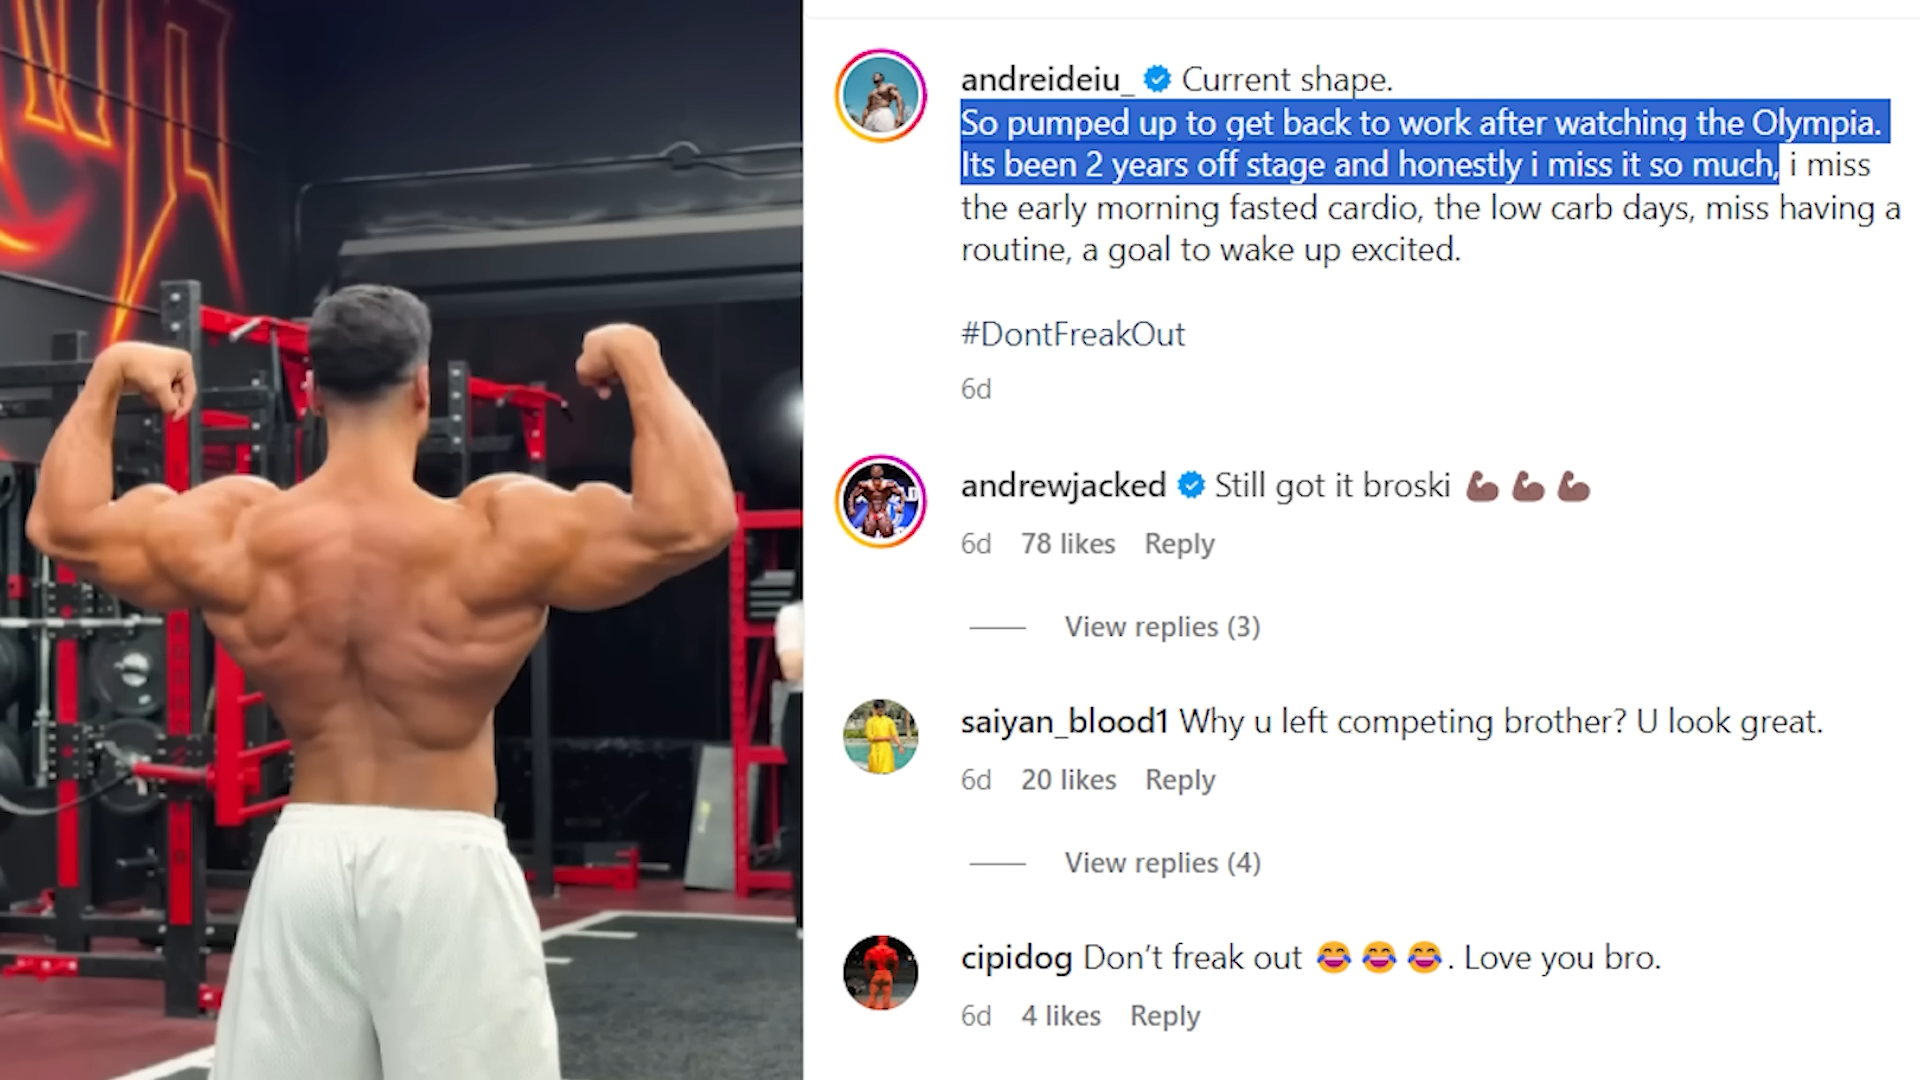 andreideiu_ Current shape.
So pumped up to get back to work after watching the Olympia.
Its been 2 years off stage and honestly i miss it so much, i miss
the early morning fasted cardio, the low carb days, miss having a
routine, a goal to wake up excited.
#DontFreakOut
6d
andrewjacked Still got it broski 💪🏿 💪🏿 💪🏿
6d 78 likes Reply
View replies (3)
saiyan_blood1 Why u left competing brother? U look great.
6d 20 likes Reply
View replies (4)
cipidog Don’t freak out 😂 😂 😂. Love you bro.
6d 4 likes Reply